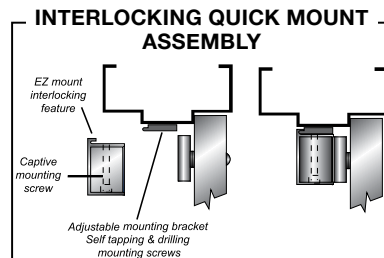 INTERLOCKING QUICK MOUNT
ASSEMBLY
EZ mount
interlocking
feature
Captive
mounting
screw
Adjustable mounting bracket
Self tapping & drilling
mounting screws